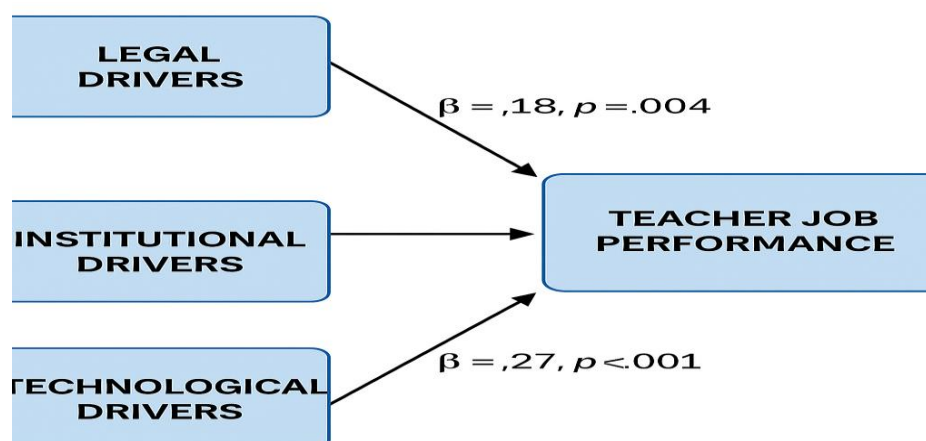 LEGAL
DRIVERS
β = ,18, p = .004
INSTITUTIONAL
DRIVERS
TEACHER JOB
PERFORMANCE
β = ,27, p < .001
TECHNOLOGICAL
DRIVERS